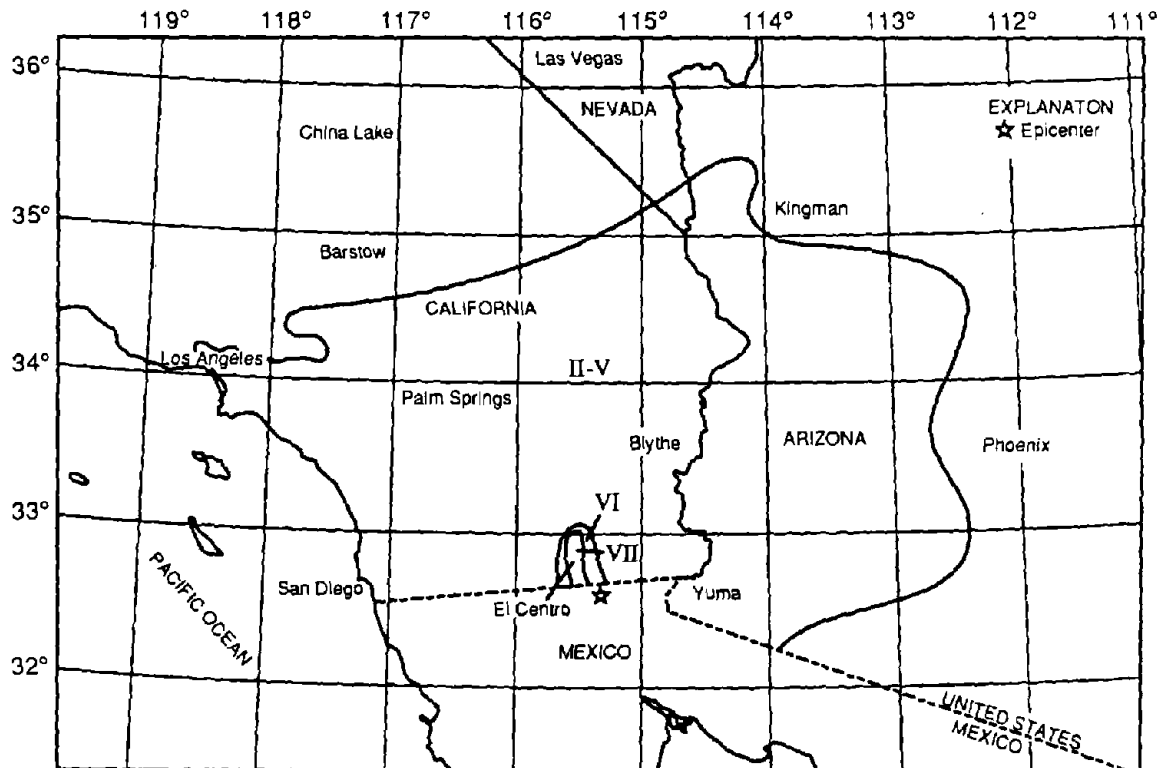 119° 118° 117° 116° 115° 114° 113° 112° 111°
36°
Las Vegas
NEVADA
EXPLANATON
Epicenter
China Lake
35°
Kingman
Barstow
CALIFORNIA
34°
Los Angeles
II-V
Palm Springs
Blythe
ARIZONA
Phoenix
33°
VI
VII
PACIFIC OCEAN
San Diego
El Centro
Yuma
MEXICO
32°
UNITED STATES
MEXICO